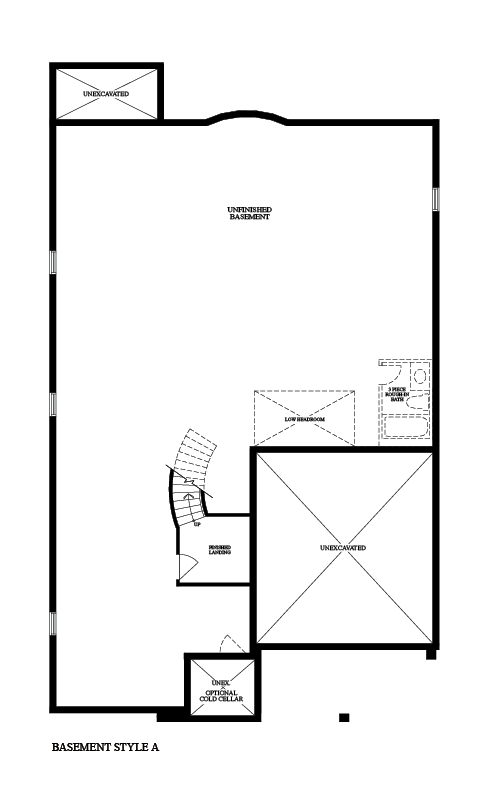 UNEXCAVATED
UNFINISHED
BASEMENT
3 PIECE
ROUGH-IN
BATH
LOW HEADROOM
UP
FINISHED
LANDING
UNEXCAVATED
UNEX.
OPTIONAL
COLD CELLAR
BASEMENT STYLE A